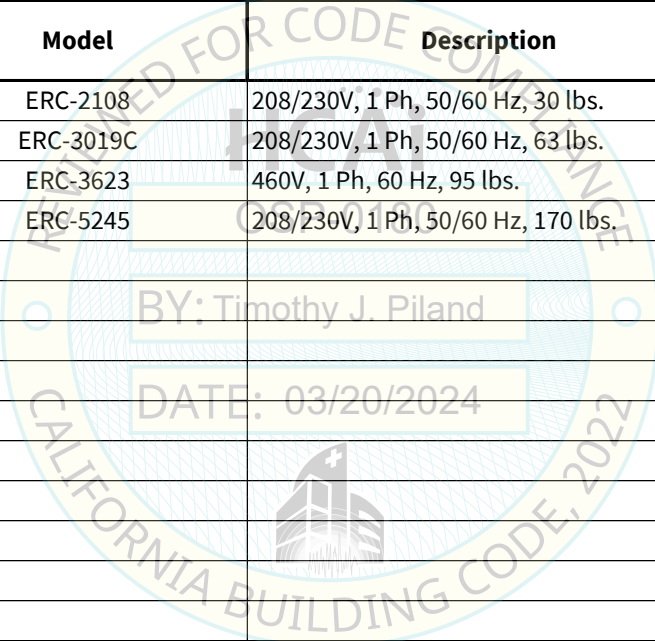 Model Description
ERC-2108 208/230V, 1 Ph, 50/60 Hz, 30 lbs.
ERC-3019C 208/230V, 1 Ph, 50/60 Hz, 63 lbs.
ERC-3623 460V, 1 Ph, 60 Hz, 95 lbs.
ERC-5245 208/230V, 1 Ph, 50/60 Hz, 170 lbs.
REVIEWED FOR CODE COMPLIANCE
HCAi
OSP-0180
BY: Timothy J. Piland
DATE: 03/20/2024
CALIFORNIA BUILDING CODE, 2022